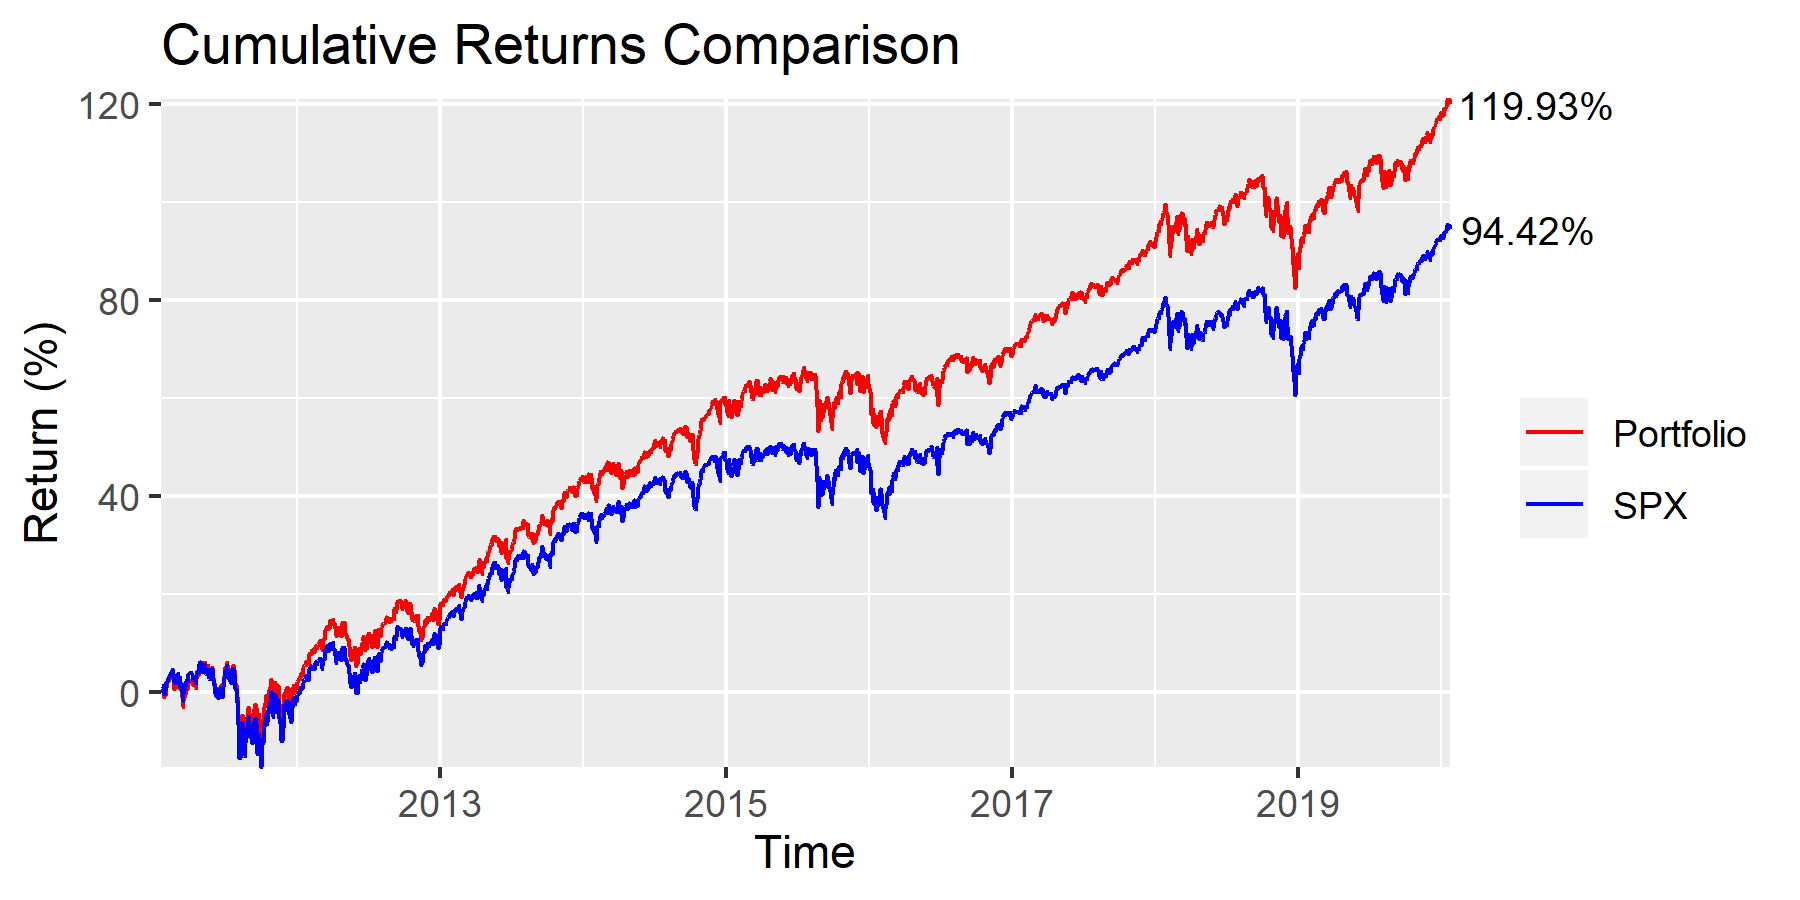 Cumulative Returns Comparison
120
80
40
0
Return (%)
119.93%
94.42%
Portfolio
SPX
2013 2015 2017 2019
Time